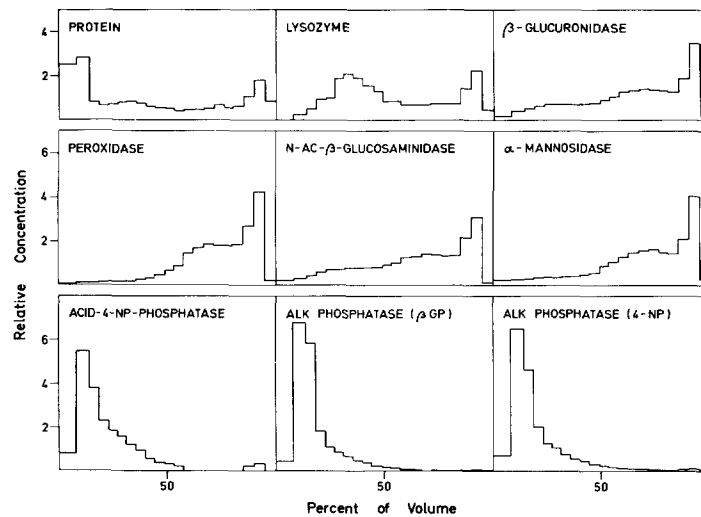 PROTEIN
LYSOZYME
β-GLUCURONIDASE
4
2
PEROXIDASE
N-AC-β-GLUCOSAMINIDASE
α-MANNOSIDASE
6
4
2
ACID-4-NP-PHOSPHATASE
ALK PHOSPHATASE (βGP)
ALK PHOSPHATASE (4-NP)
6
4
2
50
50
50
Relative Concentration
Percent of Volume